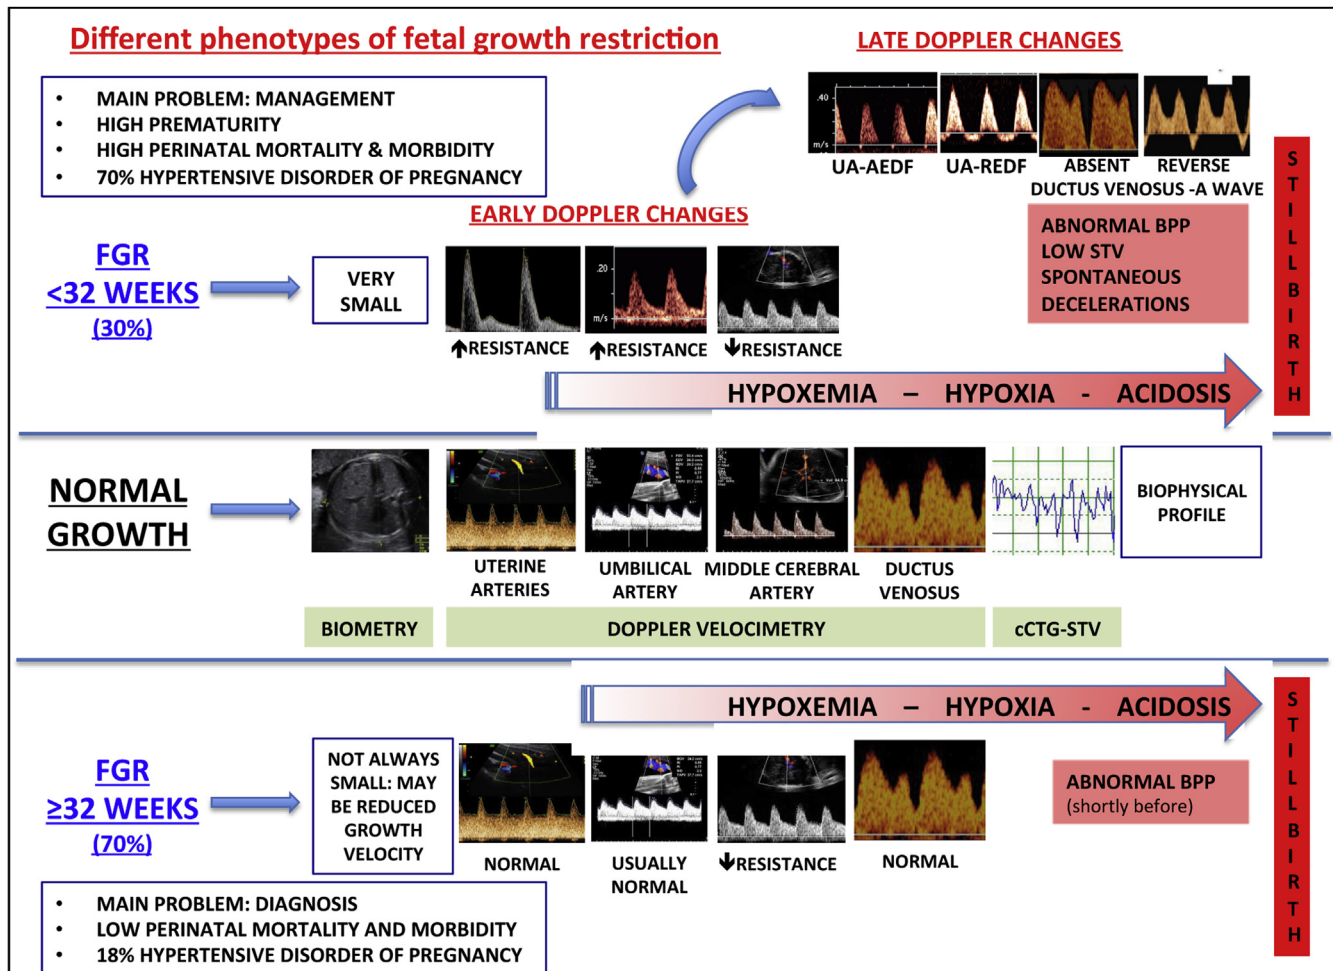 Different phenotypes of fetal growth restriction
LATE DOPPLER CHANGES
• MAIN PROBLEM: MANAGEMENT
• HIGH PREMATURITY
• HIGH PERINATAL MORTALITY & MORBIDITY
• 70% HYPERTENSIVE DISORDER OF PREGNANCY
.40
m/s
UA-AEDF
UA-REDF
ABSENT
REVERSE
DUCTUS VENOSUS -A WAVE
ABNORMAL BPP
LOW STV
SPONTANEOUS
DECELERATIONS
STILLBIRTH
EARLY DOPPLER CHANGES
FGR
<32 WEEKS
(30%)
VERY
SMALL
.20
m/s
↑RESISTANCE
↑RESISTANCE
↓RESISTANCE
HYPOXEMIA – HYPOXIA - ACIDOSIS
NORMAL
GROWTH
UTERINE
ARTERIES
UMBILICAL
ARTERY
MIDDLE CEREBRAL
ARTERY
DUCTUS
VENOSUS
BIOPHYSICAL
PROFILE
BIOMETRY
DOPPLER VELOCIMETRY
cCTG-STV
HYPOXEMIA – HYPOXIA - ACIDOSIS
STILLBIRTH
FGR
≥32 WEEKS
(70%)
NOT ALWAYS
SMALL: MAY
BE REDUCED
GROWTH
VELOCITY
NORMAL
USUALLY
NORMAL
↓RESISTANCE
NORMAL
ABNORMAL BPP
(shortly before)
• MAIN PROBLEM: DIAGNOSIS
• LOW PERINATAL MORTALITY AND MORBIDITY
• 18% HYPERTENSIVE DISORDER OF PREGNANCY